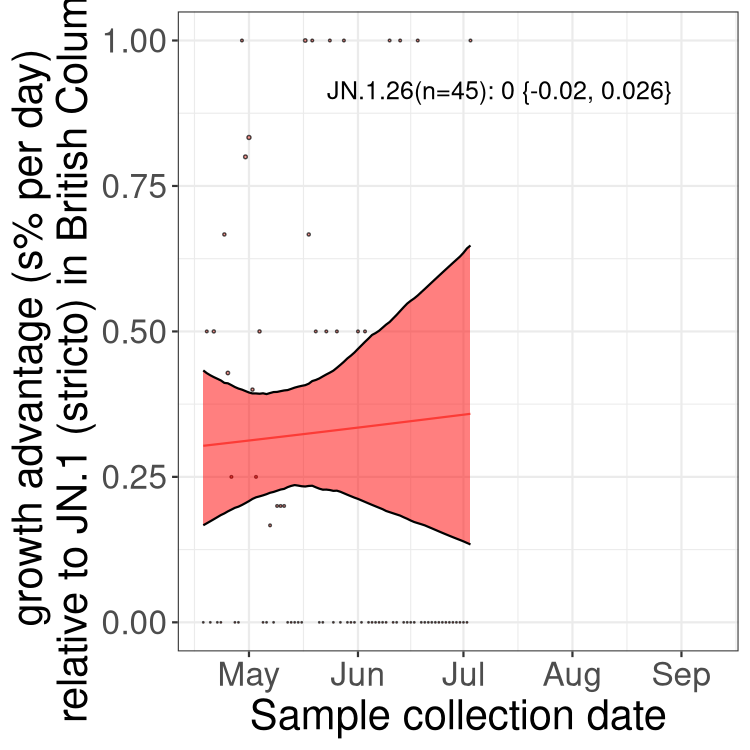 growth advantage (s% per day)
relative to JN.1 (stricto) in British Colum
1.00
0.75
0.50
0.25
0.00
JN.1.26(n=45): 0 {-0.02, 0.026}
May Jun Jul Aug Sep
Sample collection date